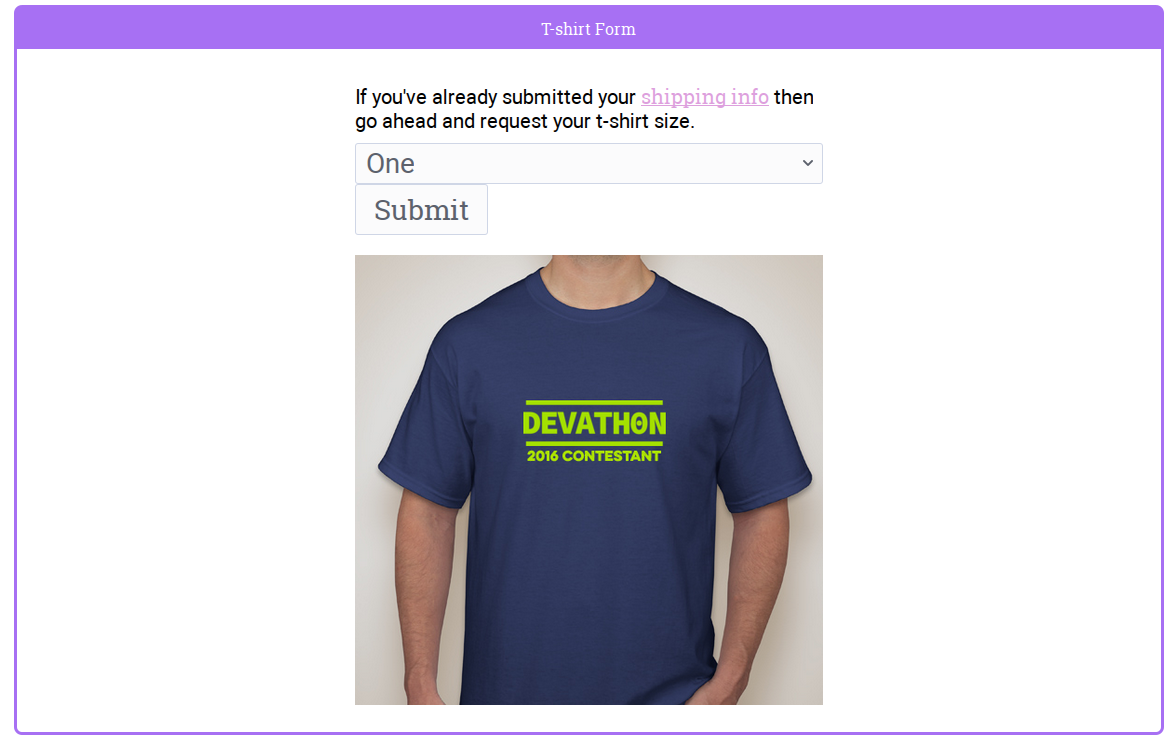 T-shirt Form
If you've already submitted your shipping info then
go ahead and request your t-shirt size.
One
Submit
DEVATHON
2016 CONTESTANT